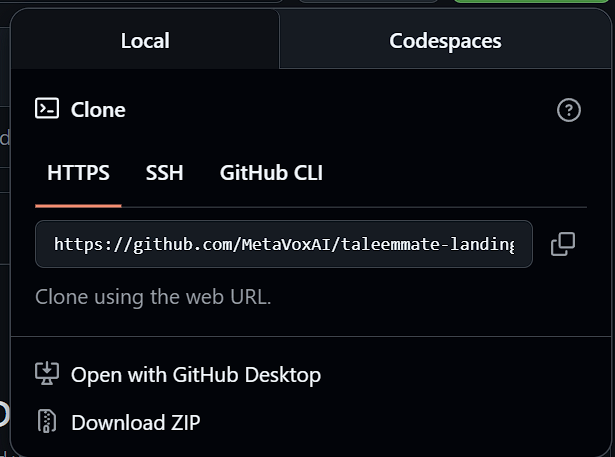 Local
Codespaces
Clone
HTTPS
SSH
GitHub CLI
https://github.com/MetaVoxAI/taleemmate-landing
Clone using the web URL.
Open with GitHub Desktop
Download ZIP